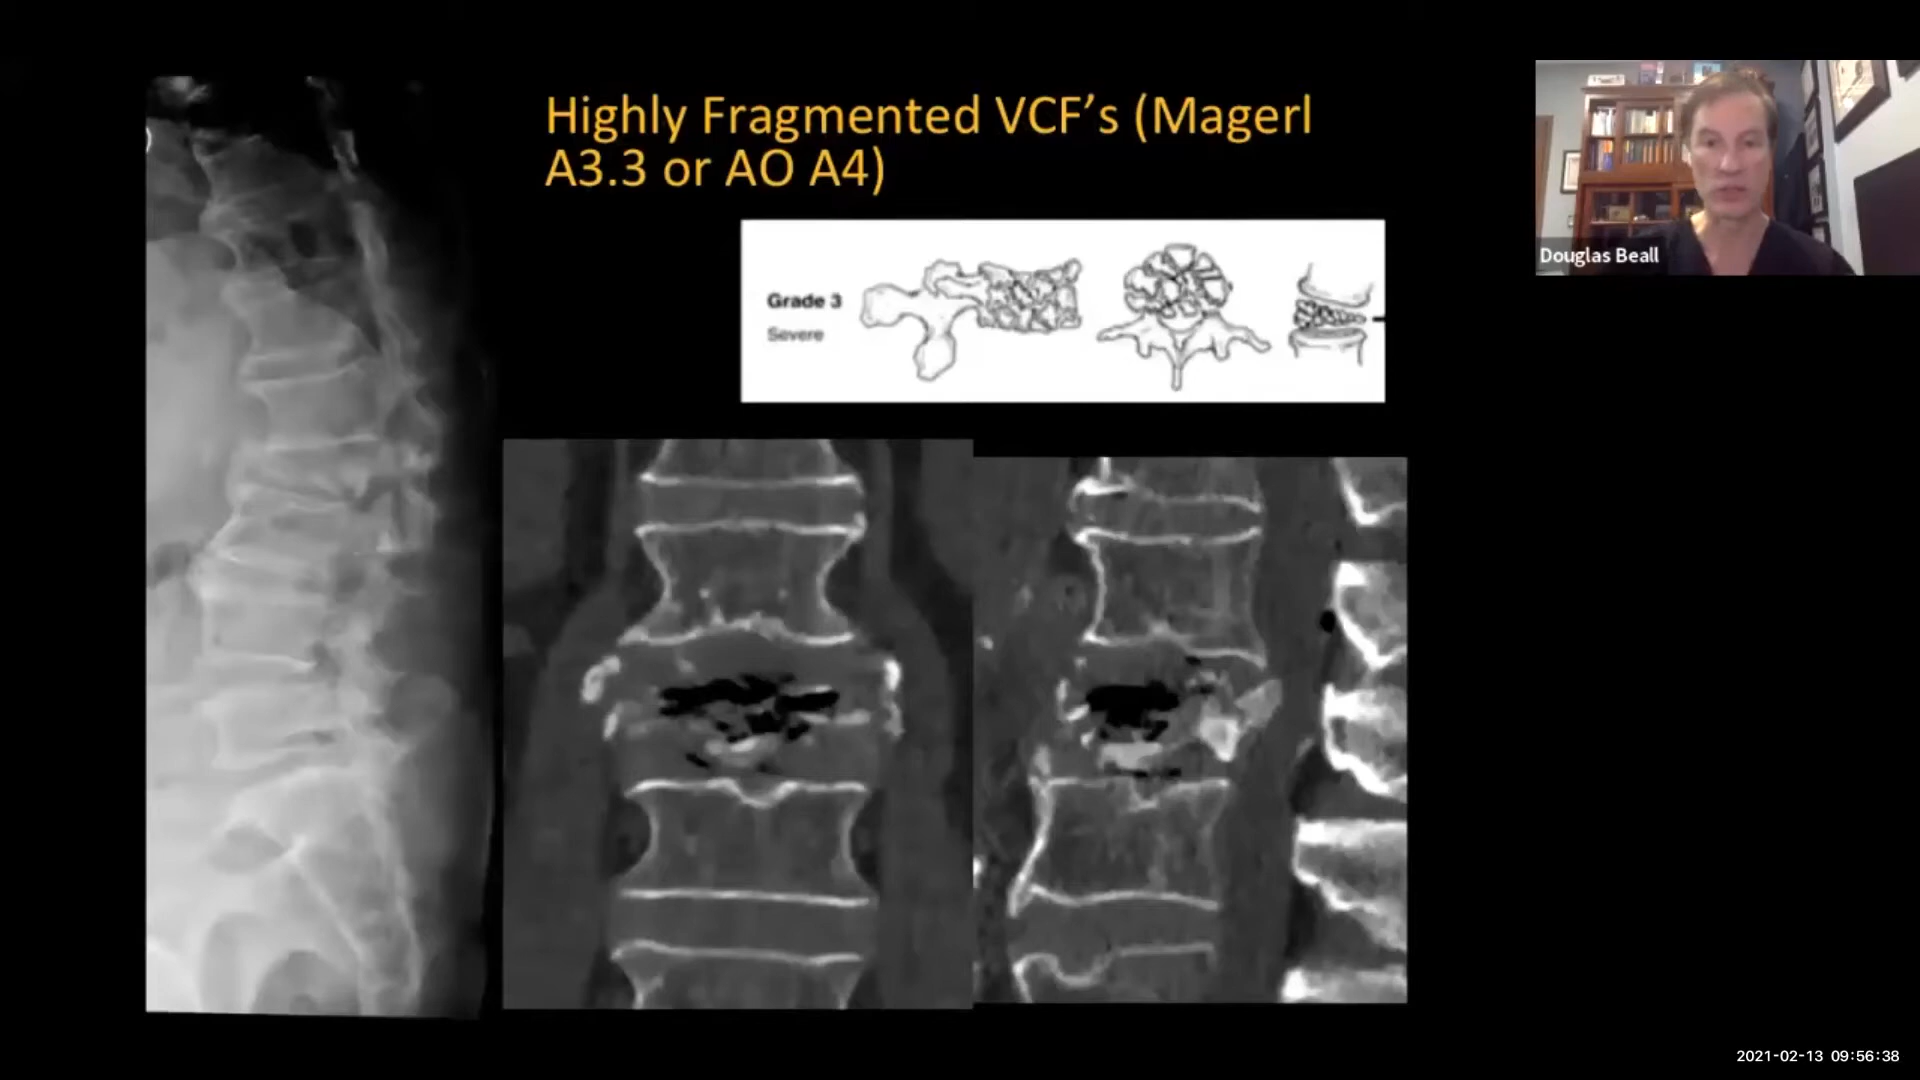 Highly Fragmented VCF's (Magerl
A3.3 or AO A4)
Grade 3
Severe
Douglas Beall
2021-02-13 09:56:38